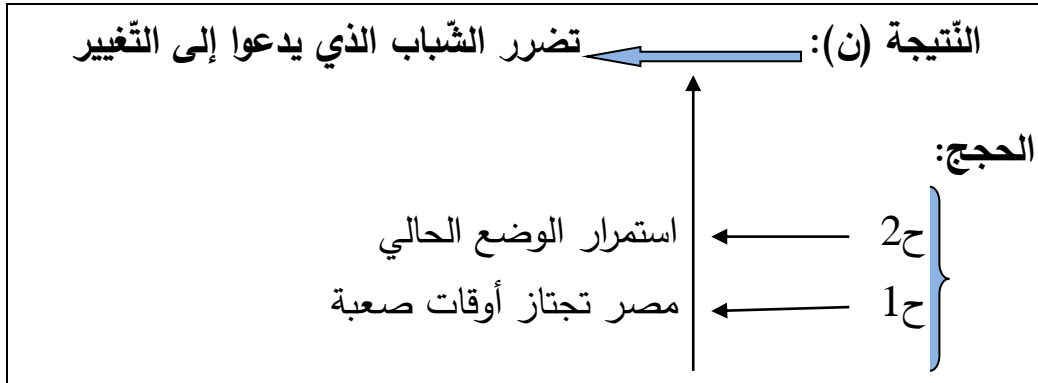 النّتيجة (ن): تضرر الشّباب الذي يدعوا إلى التّغيير
الحجج:
ح2 استمرار الوضع الحالي
ح1 مصر تجتاز أوقات صعبة